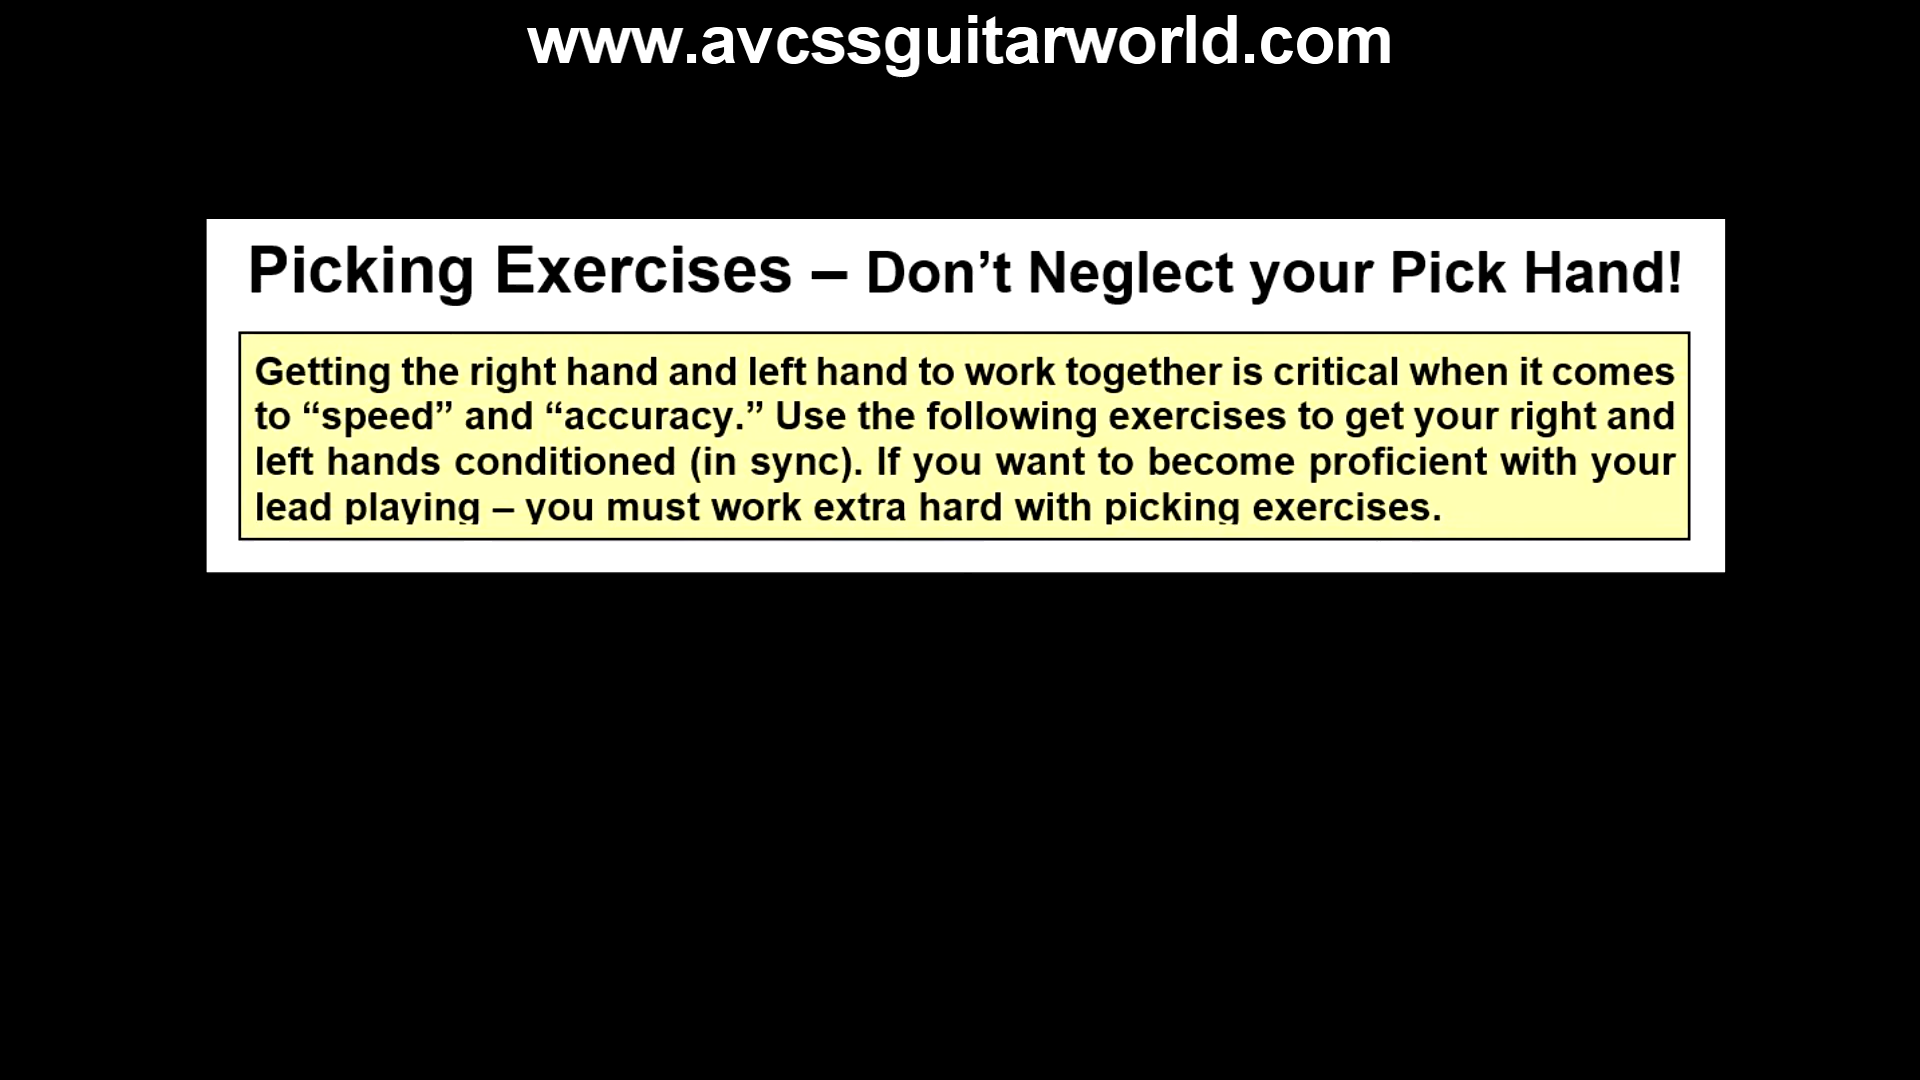 www.avcssguitarworld.com
Picking Exercises – Don’t Neglect your Pick Hand!
Getting the right hand and left hand to work together is critical when it comes
to “speed” and “accuracy.” Use the following exercises to get your right and
left hands conditioned (in sync). If you want to become proficient with your
lead playing – you must work extra hard with picking exercises.